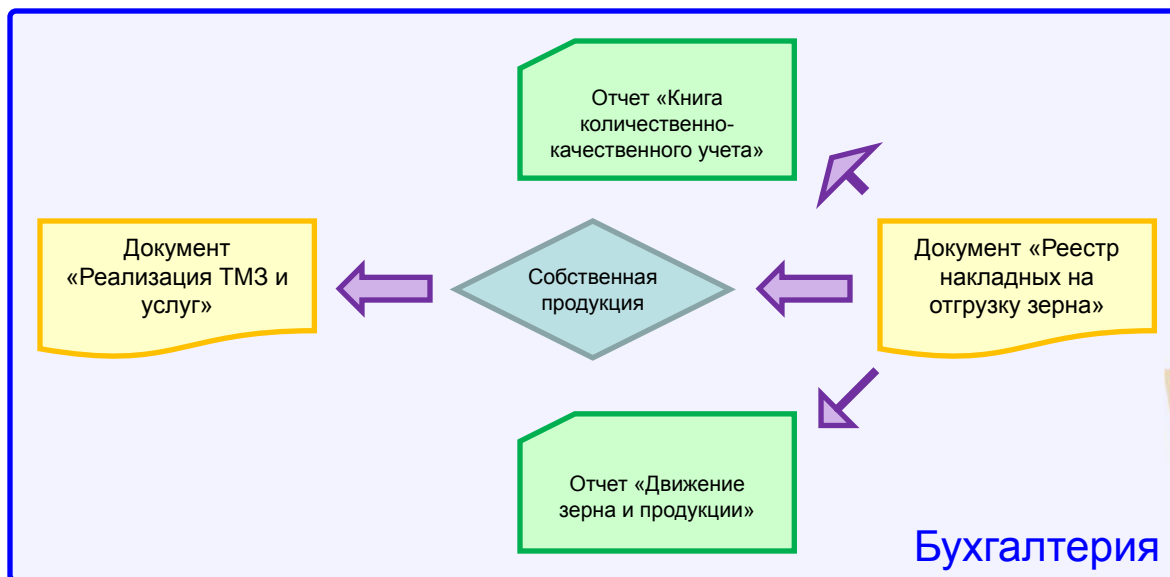 Отчет «Книга
количественно-
качественного учета»
Документ
«Реализация ТМЗ и
услуг»
Собственная
продукция
Документ «Реестр
накладных на
отгрузку зерна»
Отчет «Движение
зерна и продукции»
Бухгалтерия